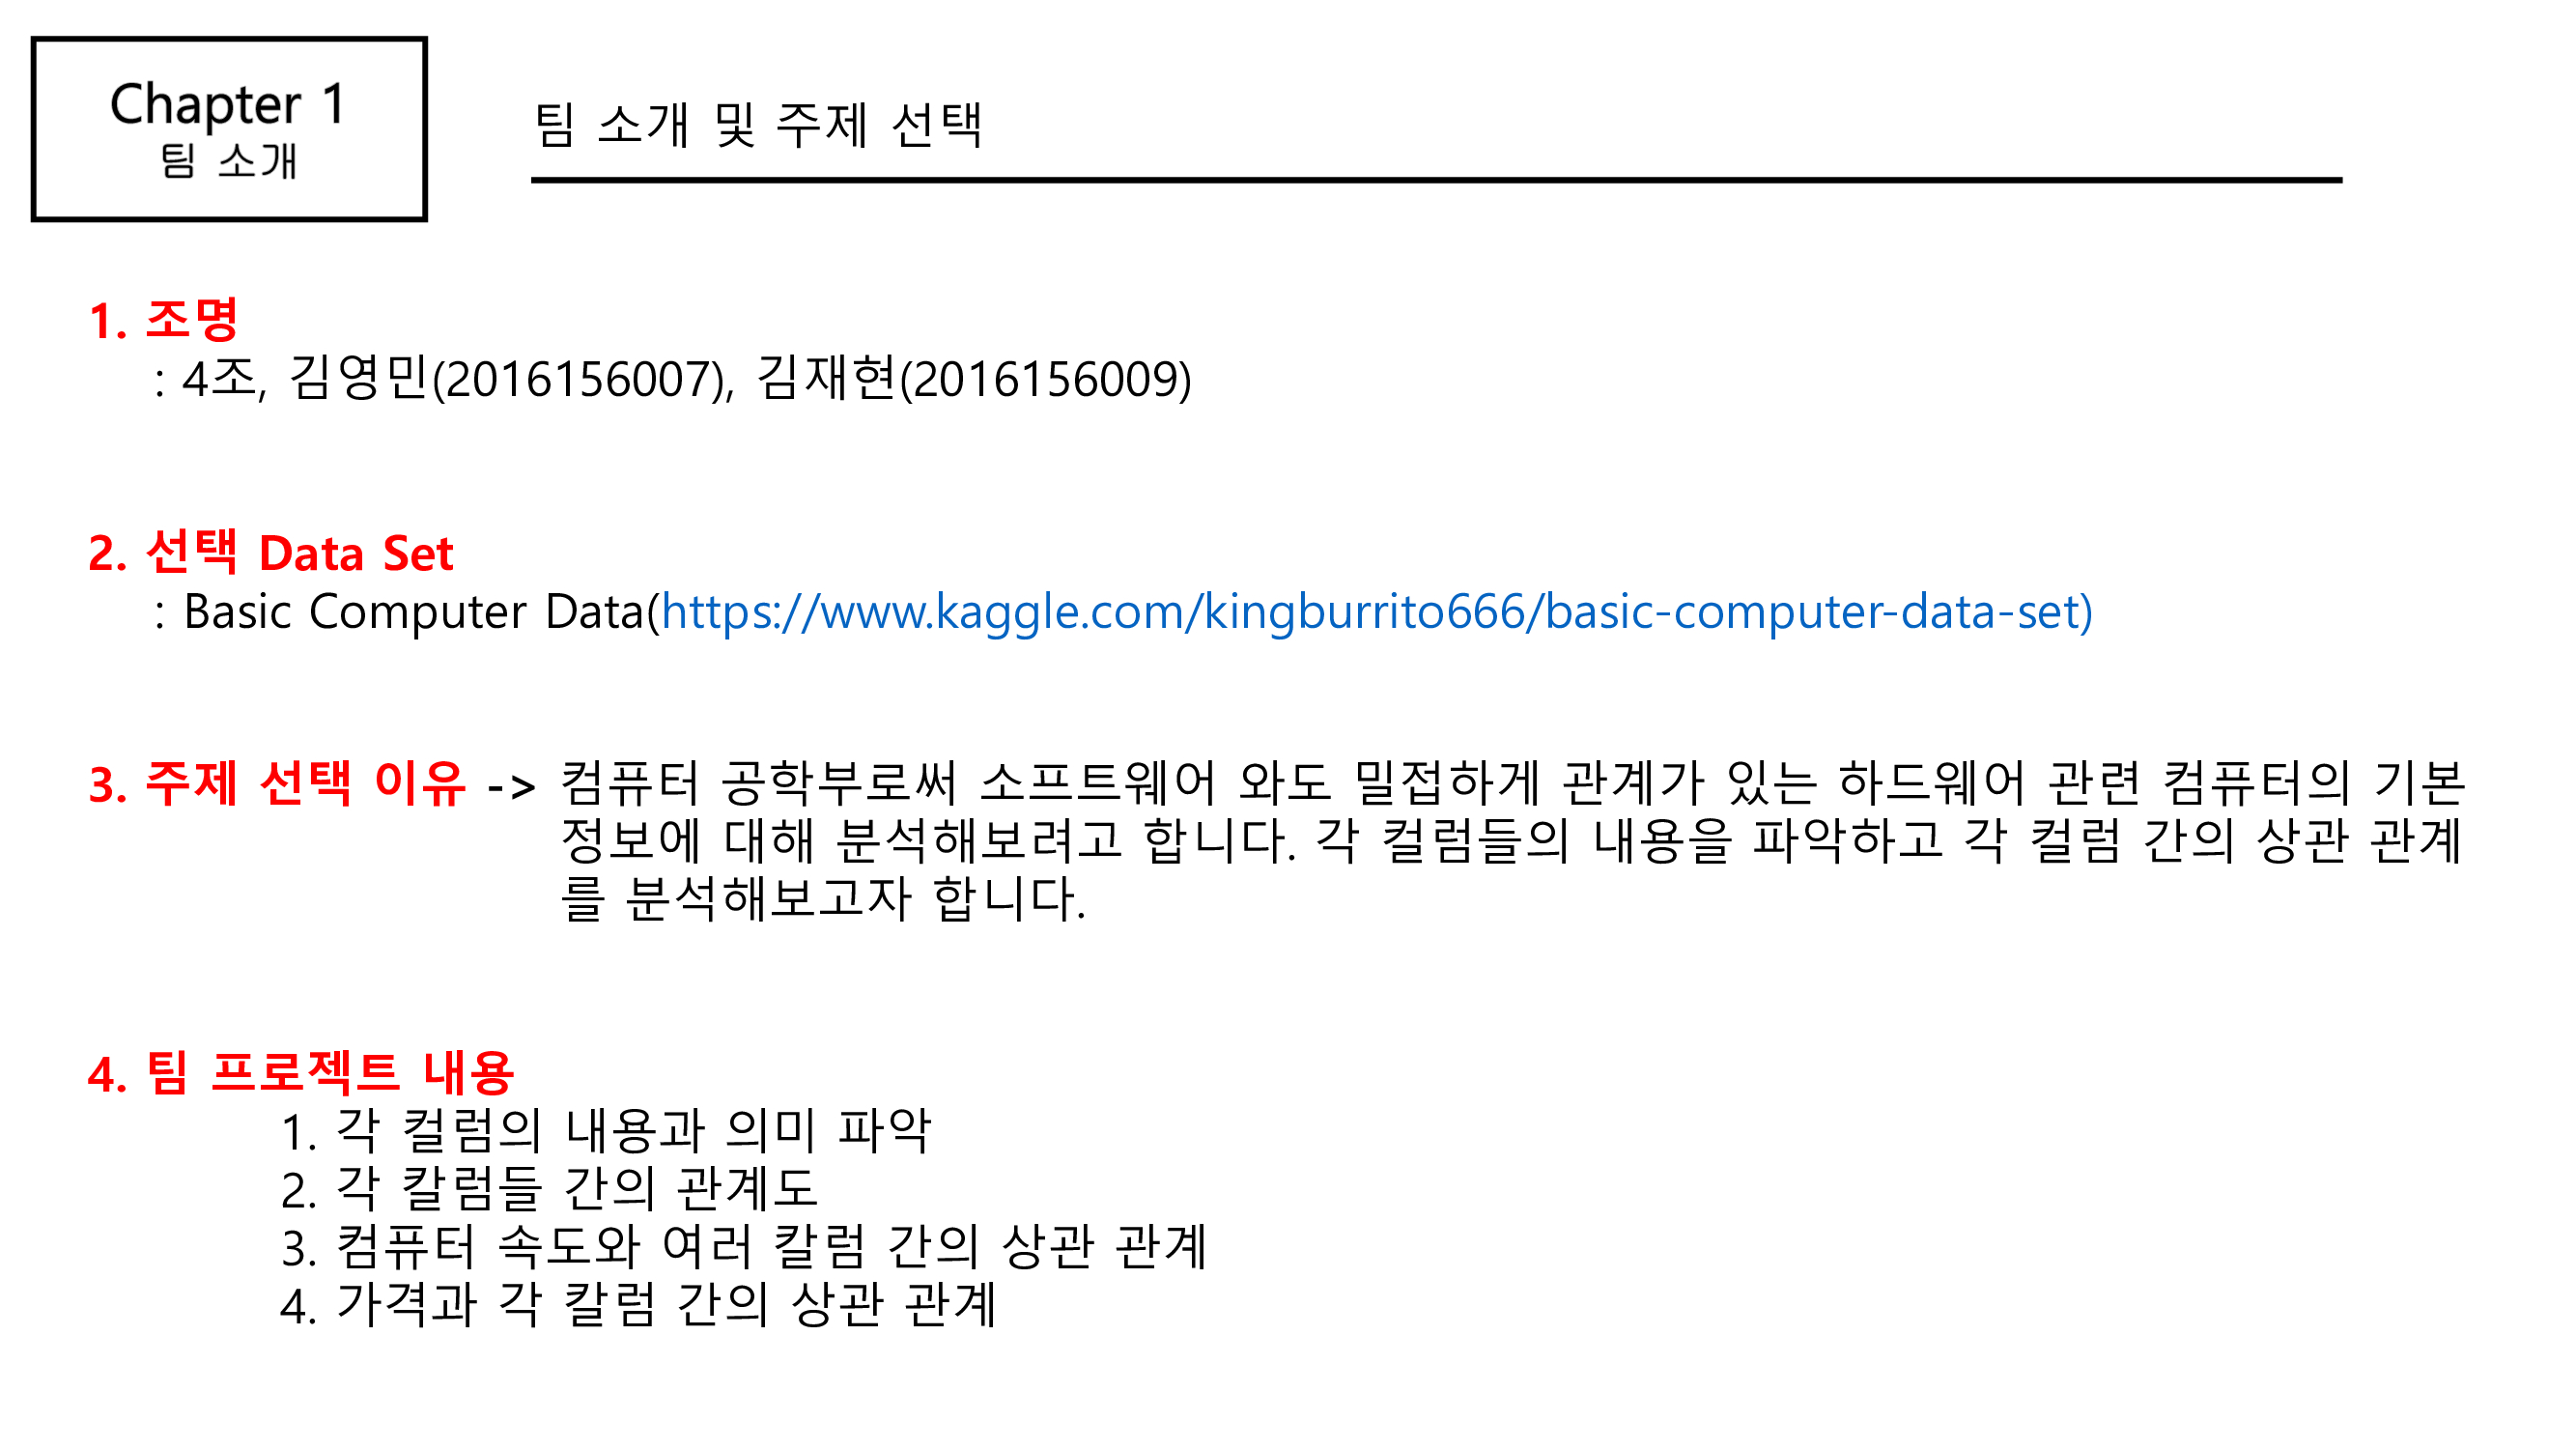 Chapter 1
팀 소개
팀 소개 및 주제 선택
1. 조명
: 4조, 김영민(2016156007), 김재현(2016156009)
2. 선택 Data Set
: Basic Computer Data(https://www.kaggle.com/kingburrito666/basic-computer-data-set)
3. 주제 선택 이유 -> 컴퓨터 공학부로써 소프트웨어 와도 밀접하게 관계가 있는 하드웨어 관련 컴퓨터의 기본
정보에 대해 분석해보려고 합니다. 각 컬럼들의 내용을 파악하고 각 컬럼 간의 상관 관계
를 분석해보고자 합니다.
4. 팀 프로젝트 내용
1. 각 컬럼의 내용과 의미 파악
2. 각 칼럼들 간의 관계도
3. 컴퓨터 속도와 여러 칼럼 간의 상관 관계
4. 가격과 각 칼럼 간의 상관 관계